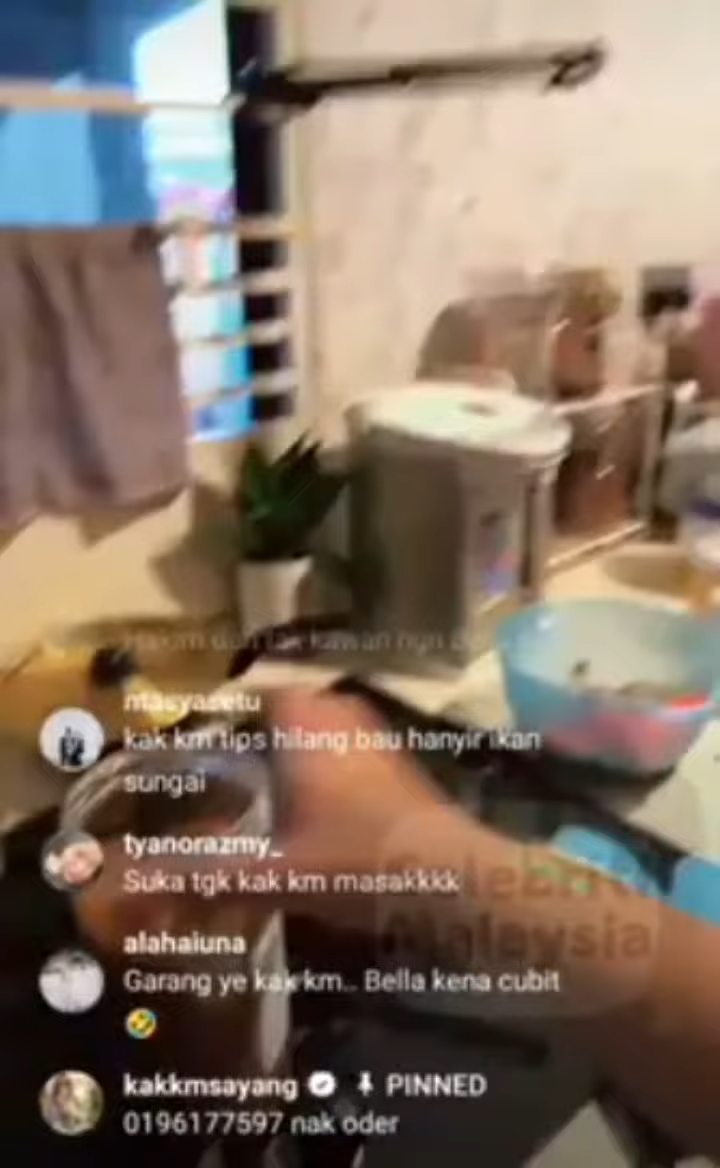 masyasetu
kak km tips hilang bau hanyir ikan
sungai
tyanorazmy_
Suka tgk kak km masakkkk
alahaiuna
Garang ye kak km.. Bella kena cubit
🤣
kakkmsayang PINNED
0196177597 nak oder
Malaysia